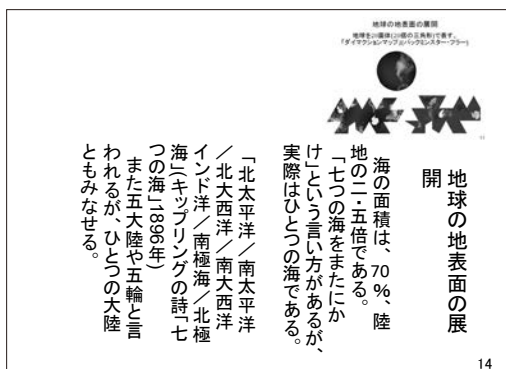 地球の地表面の展開
地球を20面体(20個の三角形)で表す。
「ダイマクションマップ」(バックミンスター・フラー)
地球の地表面の展
開
海の面積は、70%、陸
地の二・五倍である。
「七つの海をまたにか
け」という言い方があるが、
実際はひとつの海である。
「北太平洋/南太平洋
/北大西洋/南大西洋
インド洋/南極海/北極
海」(キップリングの詩「七
つの海」1896年)
また五大陸や五輪と言
われるが、ひとつの大陸
ともみなせる。
14